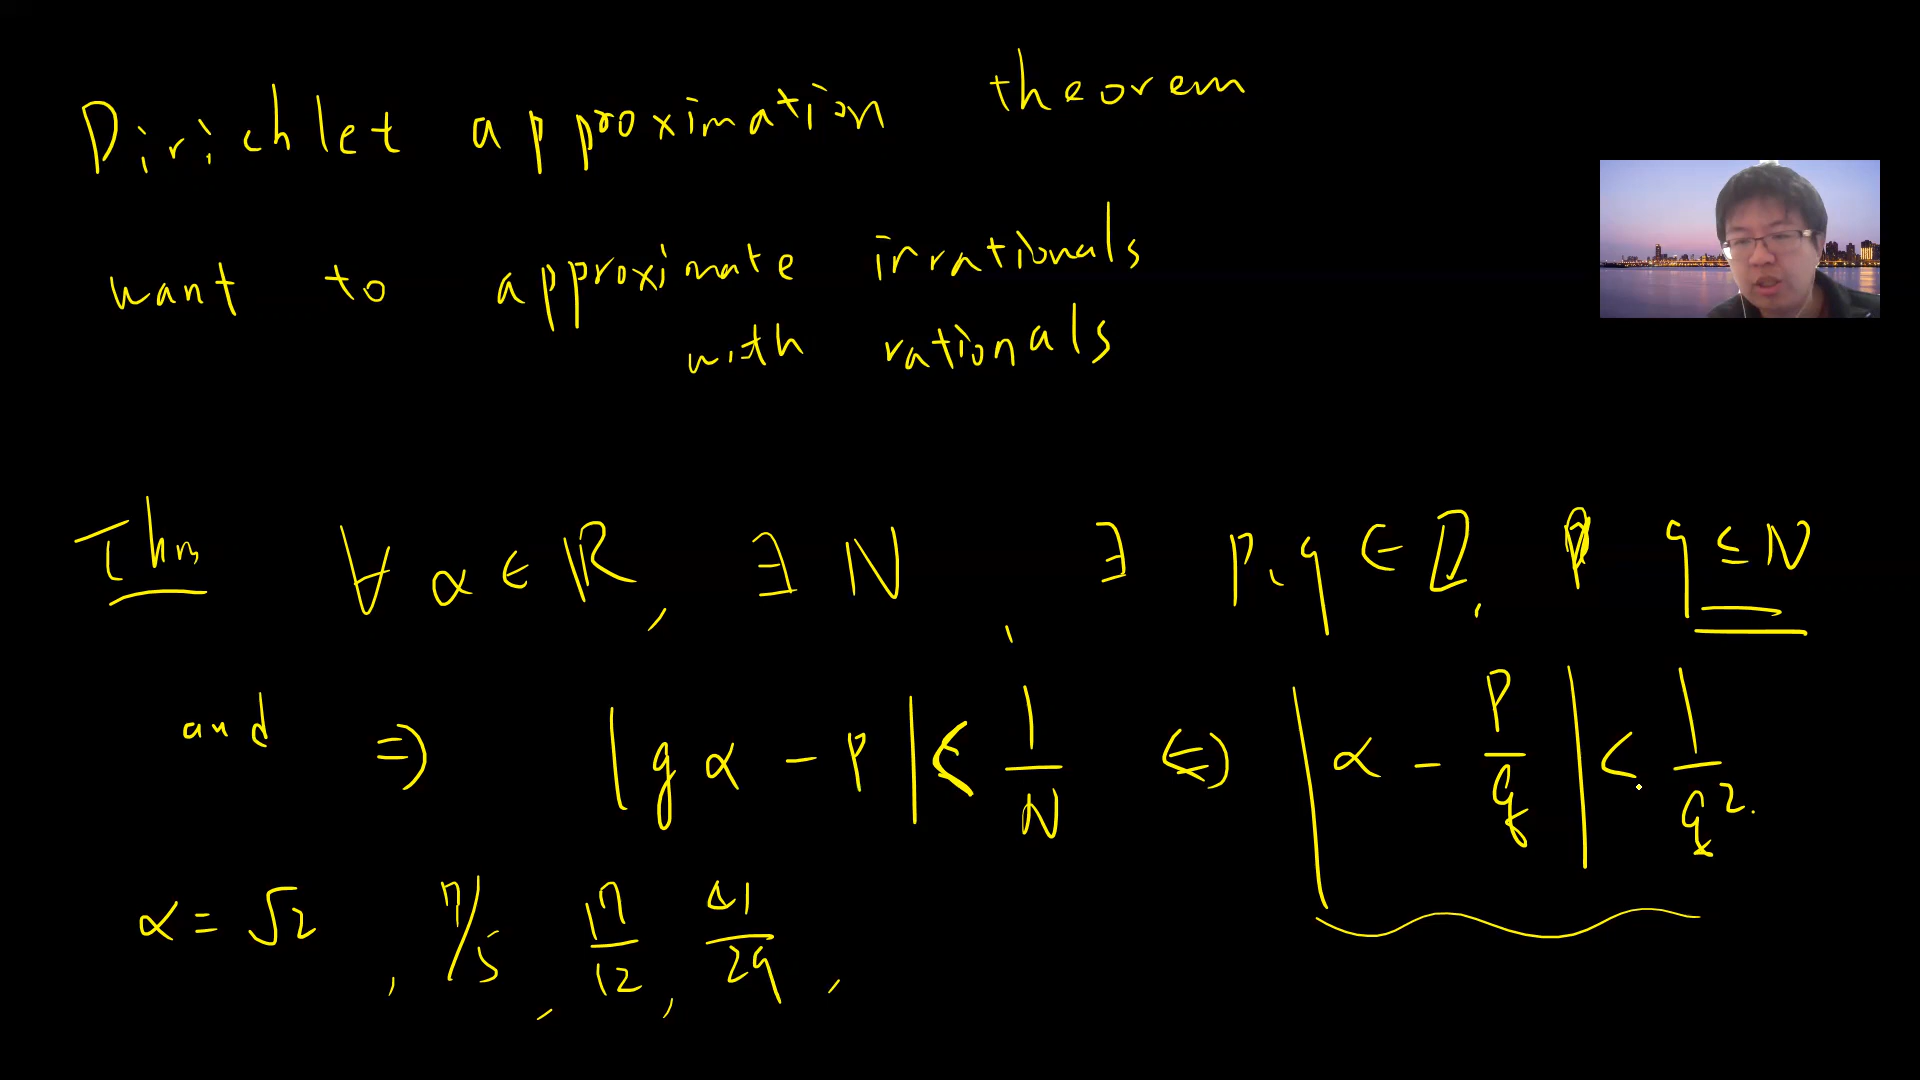 Dirichlet approximation theorem
want to approximate irrationals
with rationals
Thm ∀ α ∈ ℝ, ∃ N , ∃ p, q ∈ ℤ, q ≤ N
and ⇒ |qα - p| < 1/N ⇔ |α - p/q| < 1/q².
α = √2 , 7/5 , 17/12 , 41/29 ,